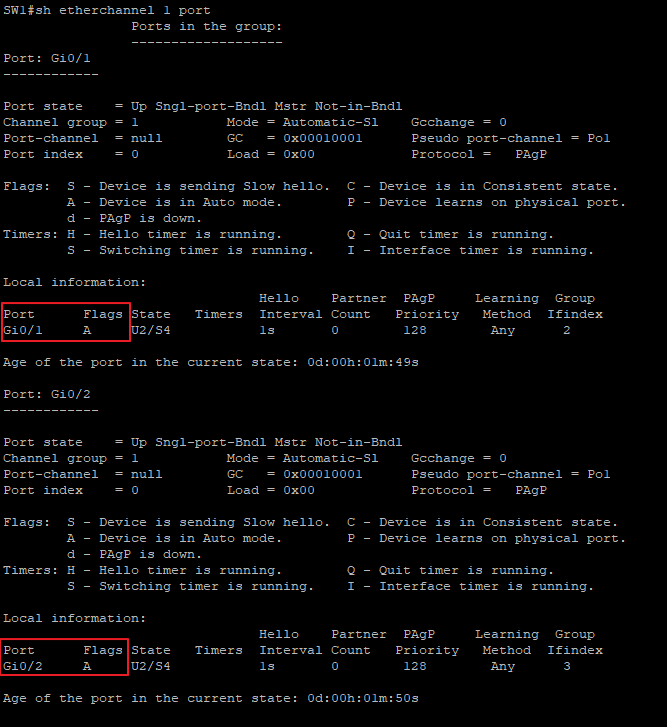 SW1#sh etherchannel 1 port
                Ports in the group:
                -------------------
Port: Gi0/1
------------

Port state    = Up Sngl-port-Bndl Mstr Not-in-Bndl
Channel group = 1           Mode = Automatic-Sl    Gcchange = 0
Port-channel  = null        GC   = 0x00010001      Pseudo port-channel = Po1
Port index    = 0           Load = 0x00            Protocol =   PAgP

Flags:  S - Device is sending Slow hello.  C - Device is in Consistent state.
        A - Device is in Auto mode.        P - Device learns on physical port.
        d - PAgP is down.
Timers: H - Hello timer is running.        Q - Quit timer is running.
        S - Switching timer is running.    I - Interface timer is running.

Local information:
                                Hello    Partner  PAgP     Learning  Group
Port      Flags State   Timers  Interval Count   Priority   Method  Ifindex
Gi0/1     A     U2/S4           1s       0        128        Any      2

Age of the port in the current state: 0d:00h:01m:49s

Port: Gi0/2
------------

Port state    = Up Sngl-port-Bndl Mstr Not-in-Bndl
Channel group = 1           Mode = Automatic-Sl    Gcchange = 0
Port-channel  = null        GC   = 0x00010001      Pseudo port-channel = Po1
Port index    = 0           Load = 0x00            Protocol =   PAgP

Flags:  S - Device is sending Slow hello.  C - Device is in Consistent state.
        A - Device is in Auto mode.        P - Device learns on physical port.
        d - PAgP is down.
Timers: H - Hello timer is running.        Q - Quit timer is running.
        S - Switching timer is running.    I - Interface timer is running.

Local information:
                                Hello    Partner  PAgP     Learning  Group
Port      Flags State   Timers  Interval Count   Priority   Method  Ifindex
Gi0/2     A     U2/S4           1s       0        128        Any      3

Age of the port in the current state: 0d:00h:01m:50s